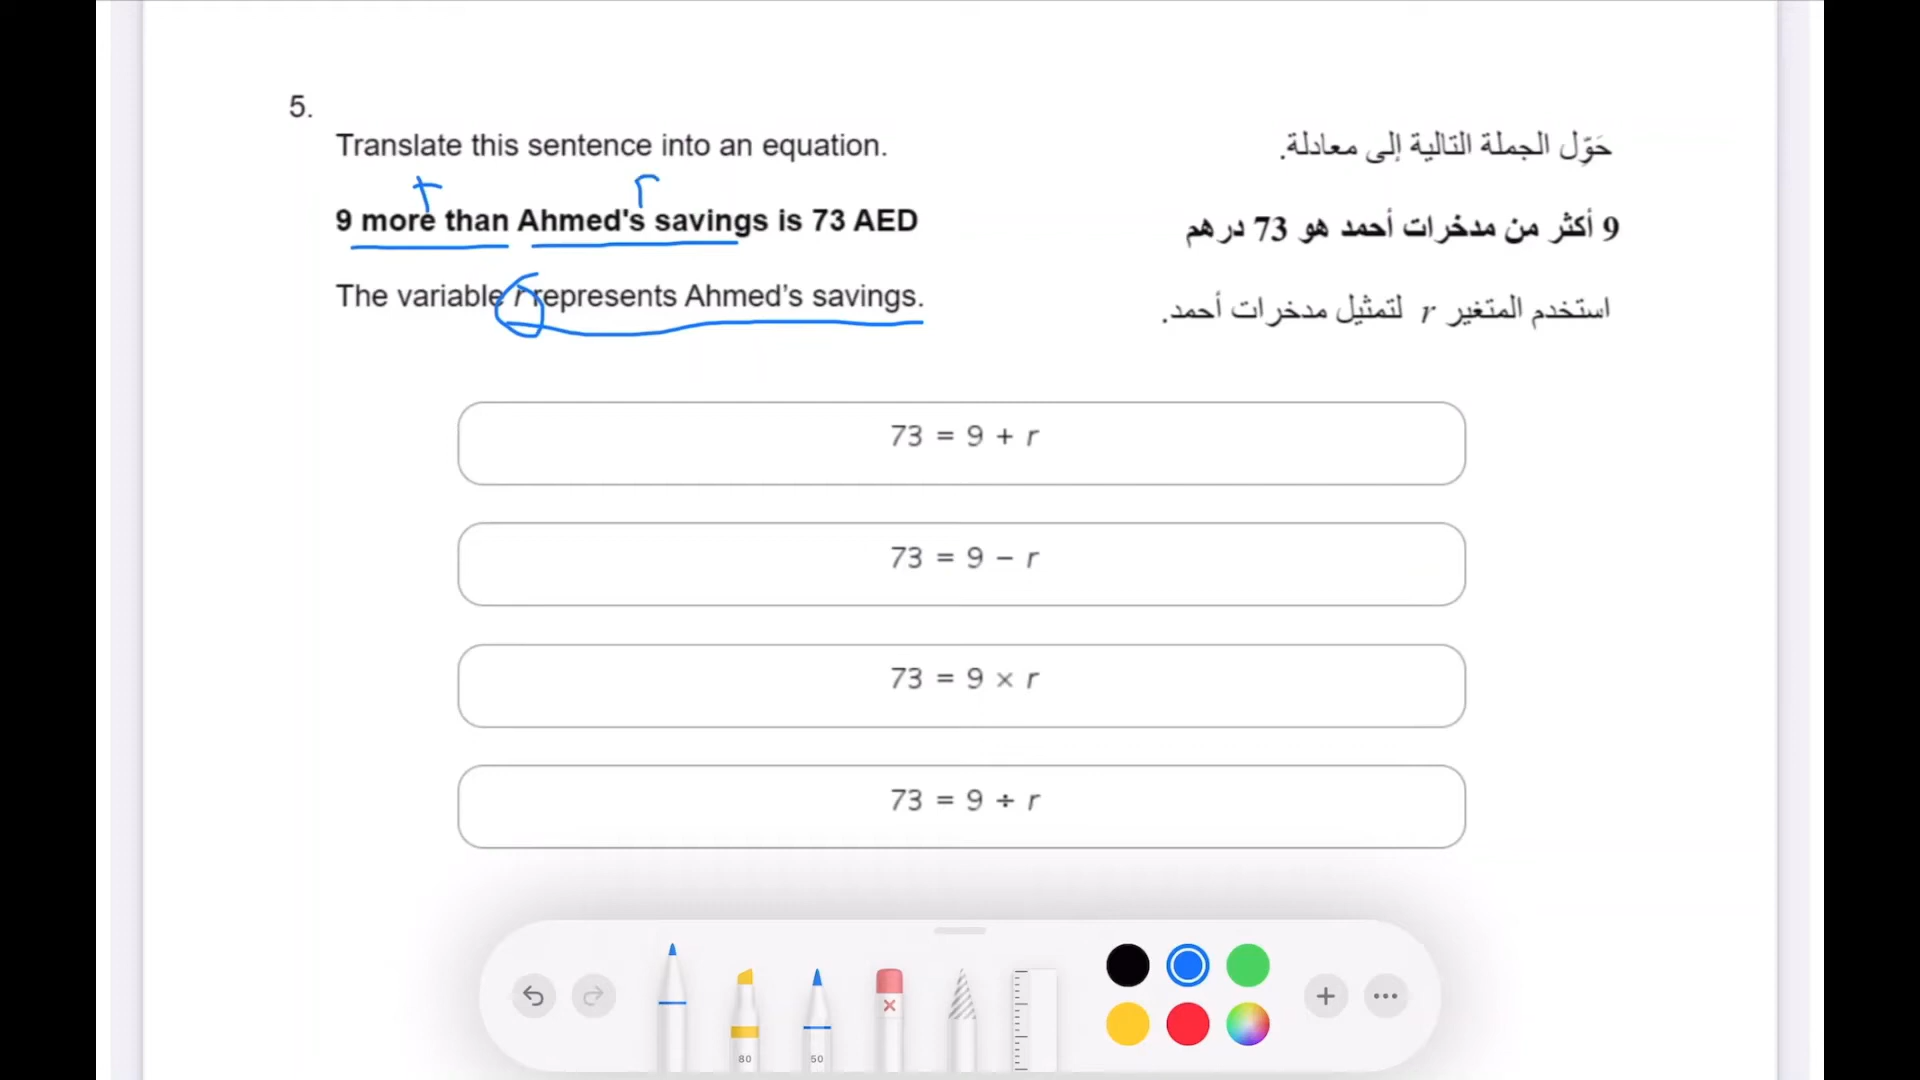 5.
Translate this sentence into an equation.
حَوّل الجملة التالية إلى معادلة.
+ r
9 more than Ahmed's savings is 73 AED
9 أكثر من مدخرات أحمد هو 73 درهم
The variable r represents Ahmed’s savings.
استخدم المتغير r لتمثيل مدخرات أحمد.
73 = 9 + r
73 = 9 − r
73 = 9 × r
73 = 9 ÷ r
80
50